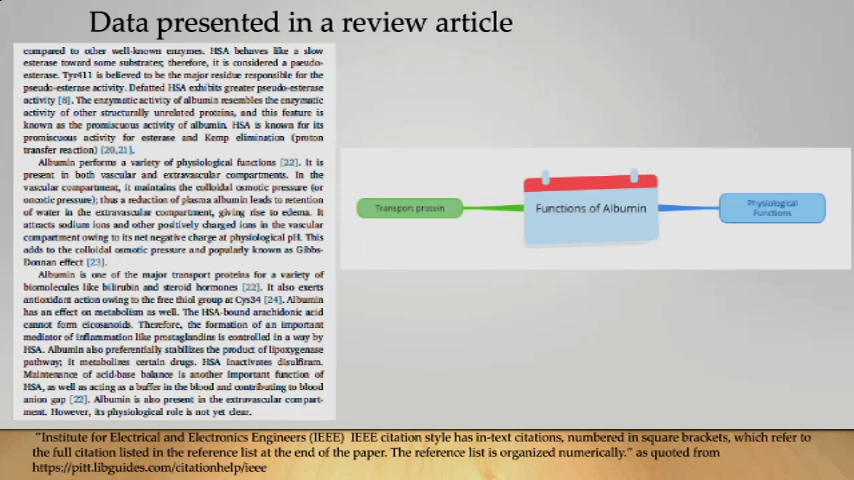 Data presented in a review article
compared to other well-known enzymes. HSA behaves like a slow
esterase toward some substrates; therefore, it is considered a pseudo-
esterase. Tyr411 is believed to be the major residue responsible for the
pseudo-esterase activity. Defatted HSA exhibits greater pseudo-esterase
activity [8]. The enzymatic activity of albumin resembles the enzymatic
activity of other structurally unrelated proteins, and this feature is
known as the promiscuous activity of albumin. HSA is known for its
promiscuous activity for esterase and Kemp elimination (proton
transfer reaction) [20,21].
Albumin performs a variety of physiological functions [22]. It is
present in both vascular and extravascular compartments. In the
vascular compartment, it maintains the colloidal osmotic pressure (or
oncotic pressure); thus a reduction of plasma albumin leads to retention
of water in the extravascular compartment, giving rise to edema. It
attracts sodium ions and other positively charged ions in the vascular
compartment owing to its net negative charge at physiological pH. This
adds to the colloidal osmotic pressure and popularly known as Gibbs-
Donnan effect [23].
Albumin is one of the major transport proteins for a variety of
biomolecules like bilirubin and steroid hormones [22]. It also exerts
antioxidant action owing to the free thiol group at Cys34 [24]. Albumin
has an effect on metabolism as well. The HSA-bound arachidonic acid
cannot form eicosanoids. Therefore, the formation of an important
mediator of inflammation like prostaglandins is controlled in a way by
HSA. Albumin also preferentially stabilizes the product of lipoxygenase
pathway; it metabolizes certain drugs. HSA inactivates disulfiram.
Maintenance of acid-base balance is another important function of
HSA, as well as acting as a buffer in the blood and contributing to blood
anion gap [22]. Albumin is also present in the extravascular compart-
ment. However, its physiological role is not yet clear.
Transport protein
Functions of Albumin
Physiological
Functions
"Institute for Electrical and Electronics Engineers (IEEE) IEEE citation style has in-text citations, numbered in square brackets, which refer to
the full citation listed in the reference list at the end of the paper. The reference list is organized numerically." as quoted from
https://pitt.libguides.com/citationhelp/ieee